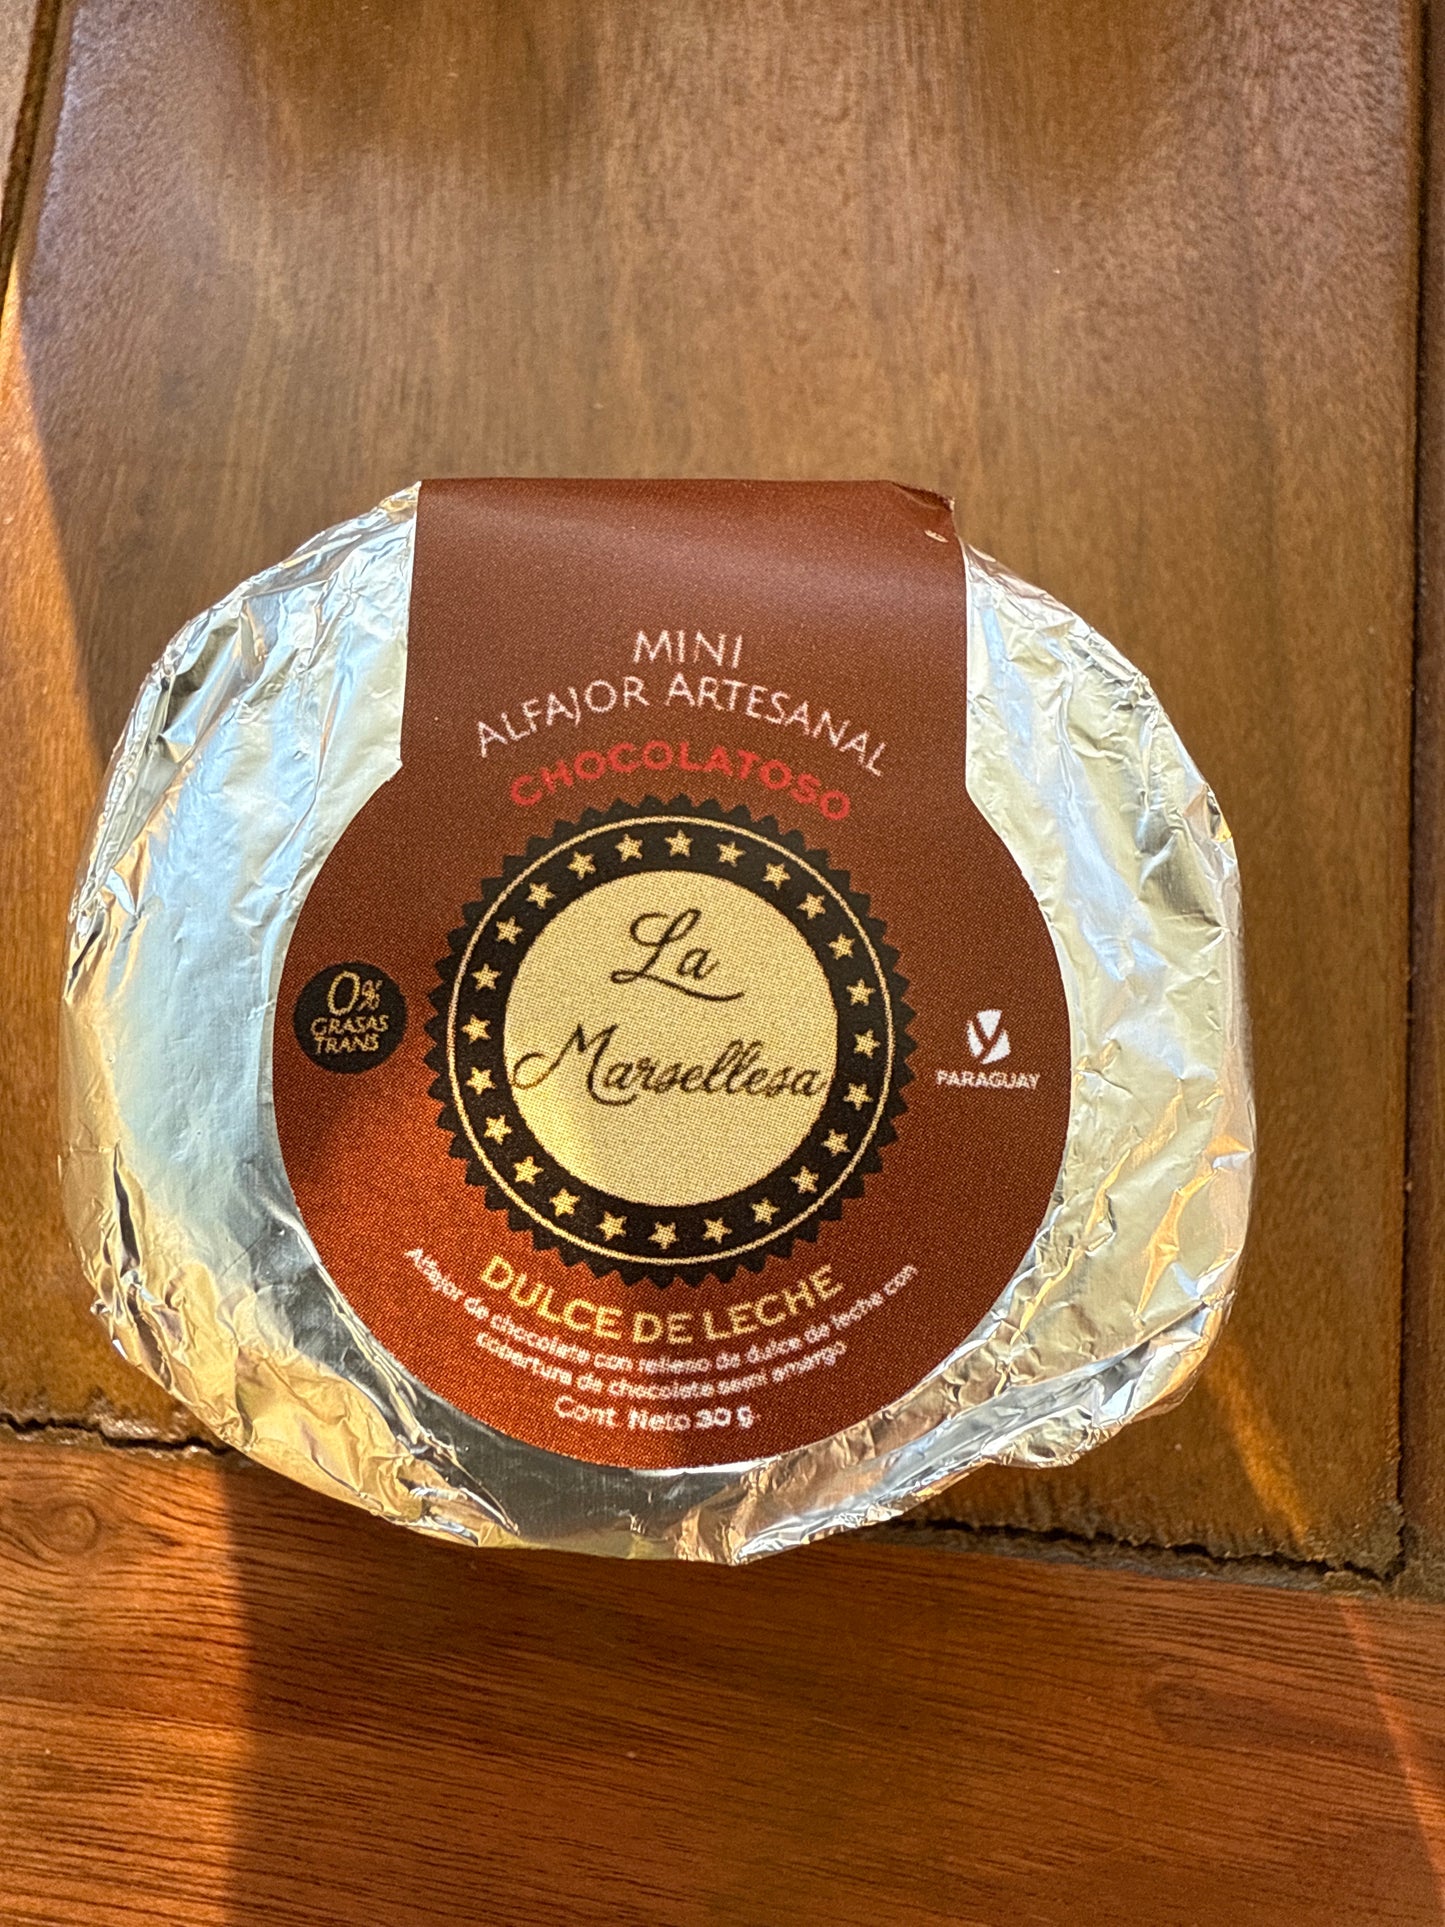 MINI
ALFAJOR ARTESANAL
CHOCOLATOSO
La
Marsellesa
0%
GRASAS
TRANS
PARAGUAY
DULCE DE LECHE
Alfajor de chocolate con relleno de dulce de leche con
cobertura de chocolate semi amargo
Cont. Neto 30 g.